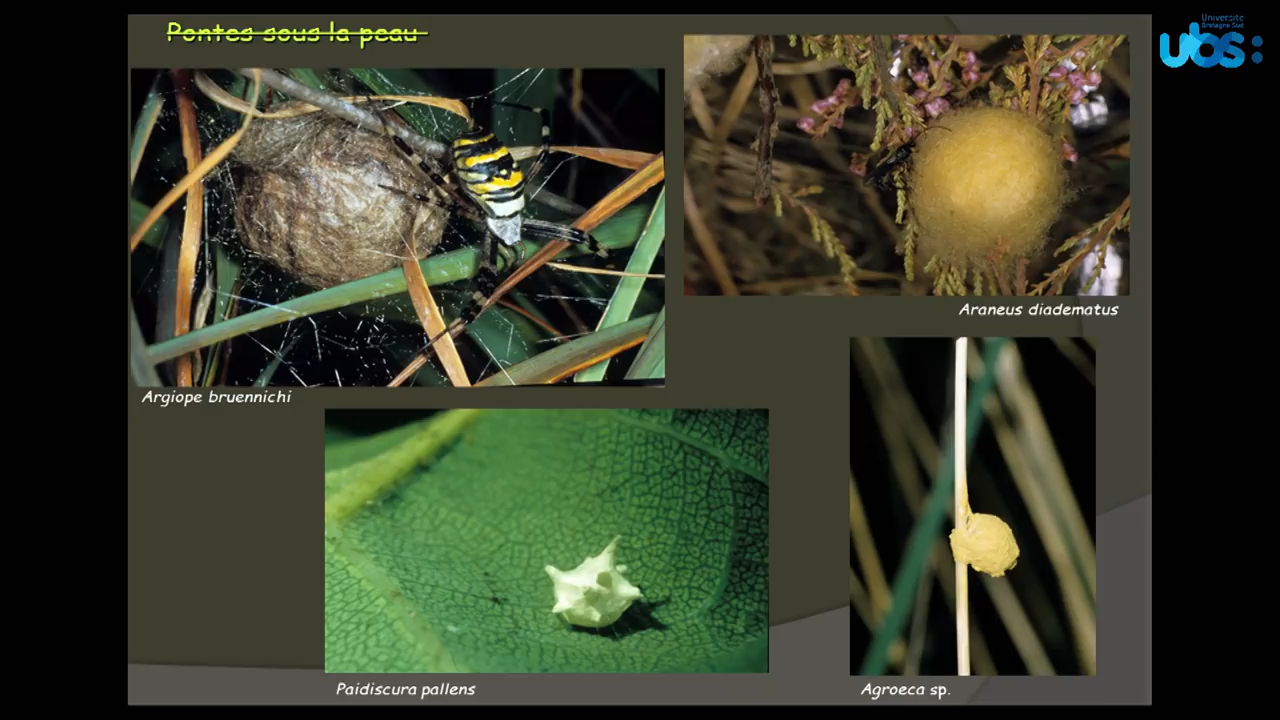 Pontes sous la peau
Université
Bretagne Sud
ubs:
Araneus diadematus
Argiope bruennichi
Paidiscura pallens
Agroeca sp.